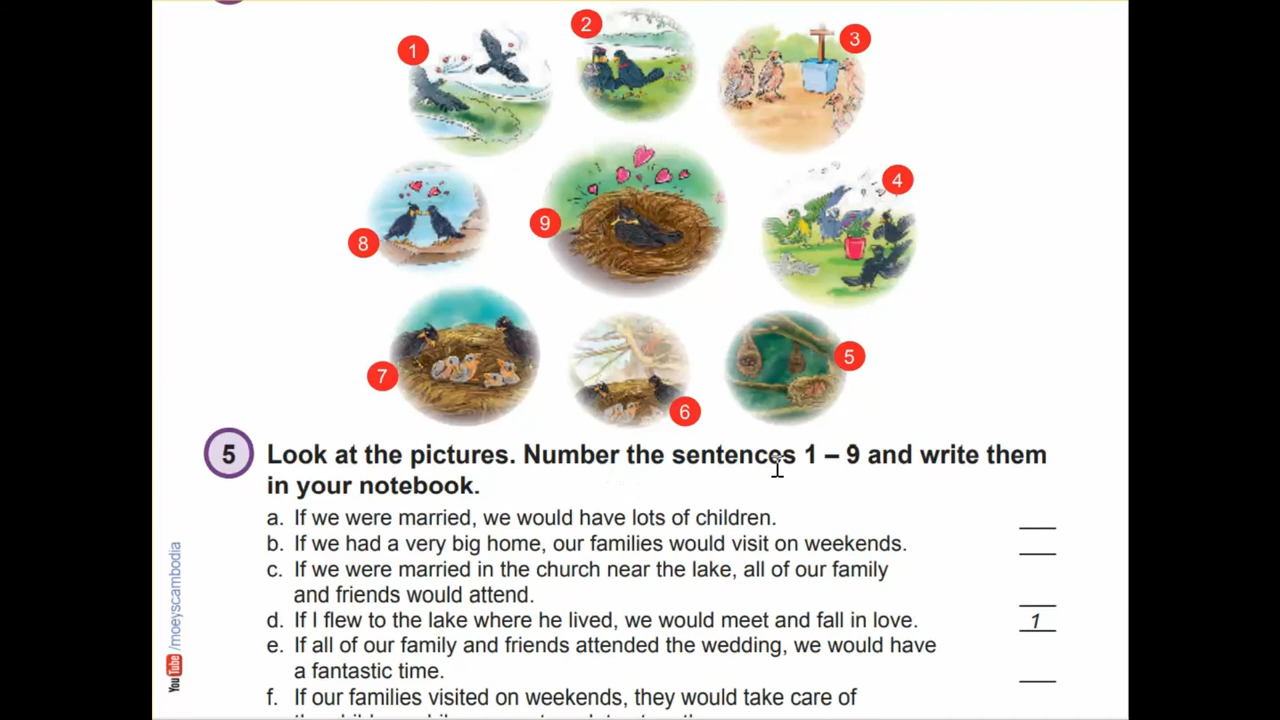 1
2
3
4
5
6
7
8
9
5 Look at the pictures. Number the sentences 1 – 9 and write them
in your notebook.
a. If we were married, we would have lots of children. __
b. If we had a very big home, our families would visit on weekends. __
c. If we were married in the church near the lake, all of our family
and friends would attend. __
d. If I flew to the lake where he lived, we would meet and fall in love. 1
e. If all of our family and friends attended the wedding, we would have
a fantastic time. __
f. If our families visited on weekends, they would take care of
YouTube /moeyscambodia